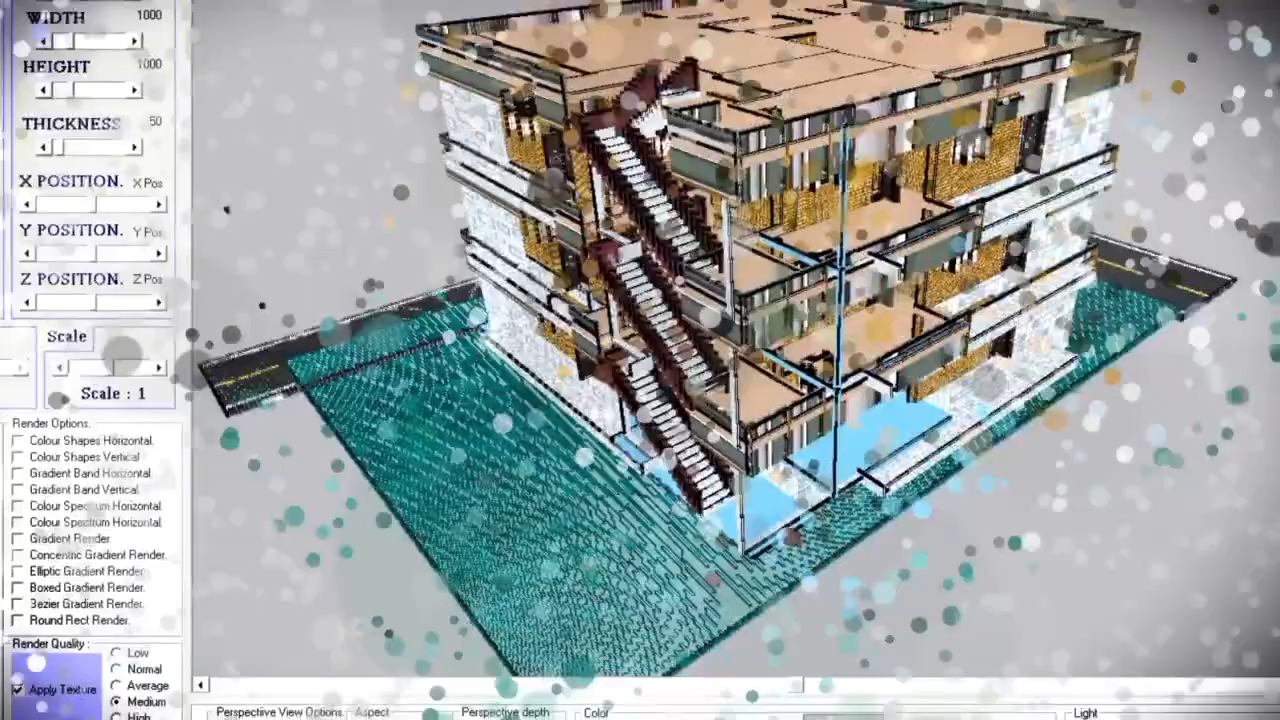 WIDTH 1000
HEIGHT 1000
THICKNESS 50
X POSITION. X Pos
Y POSITION. Y Pos
Z POSITION. Z Pos
Scale
Scale : 1
Render Options.
Colour Shapes Horizontal.
Colour Shapes Vertical
Gradient Band Horizontal
Gradient Band Vertical.
Colour Spectrum Horizontal
Colour Spectrum Horizontal
Gradient Render
Concentric Gradient Render.
Elliptic Gradient Render
Boxed Gradient Render.
Bezier Gradient Render.
Round Rect Render.
Render Quality :
Low
Normal
Apply Texture
Average
Medium
High
Perspective View Options. Aspect Perspective depth Color Light